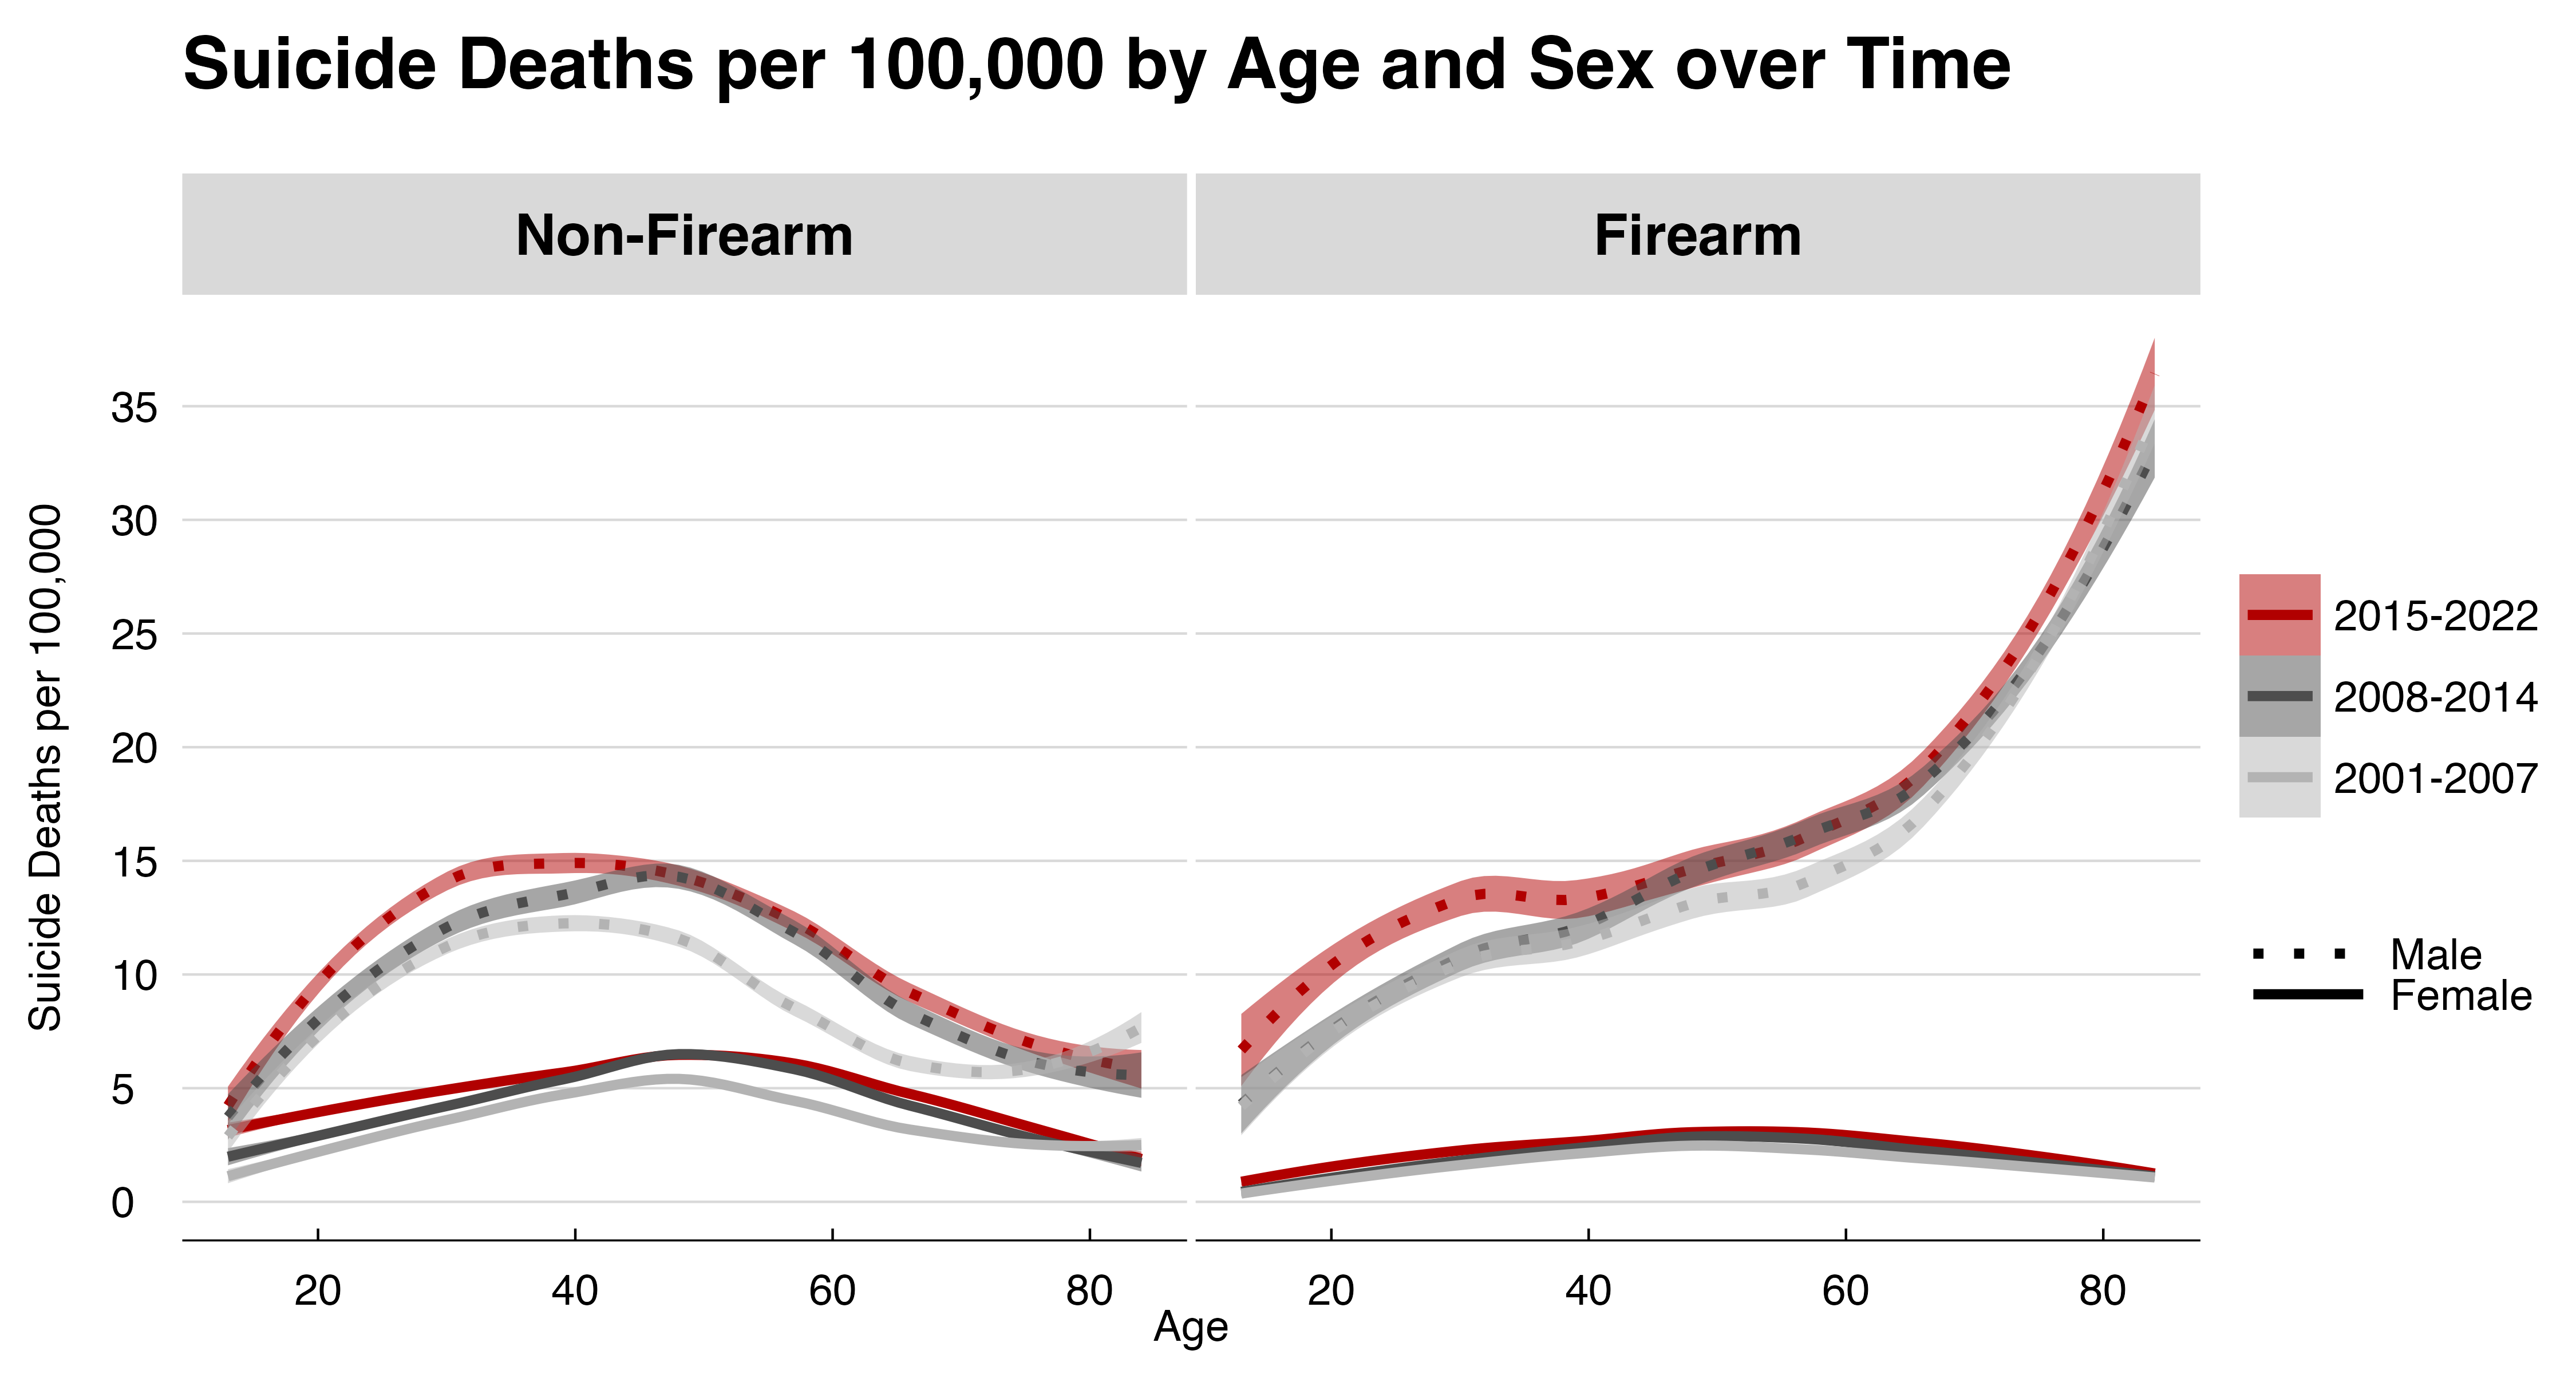 Suicide Deaths per 100,000 by Age and Sex over Time
Non-Firearm
Firearm
Suicide Deaths per 100,000
35
30
25
20
15
10
5
0
20 40 60 80
20 40 60 80
Age
2015-2022
2008-2014
2001-2007
Male
Female